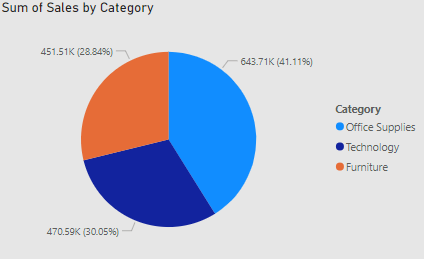 Sum of Sales by Category
451.51K (28.84%)
643.71K (41.11%)
Category
Office Supplies
Technology
Furniture
470.59K (30.05%)